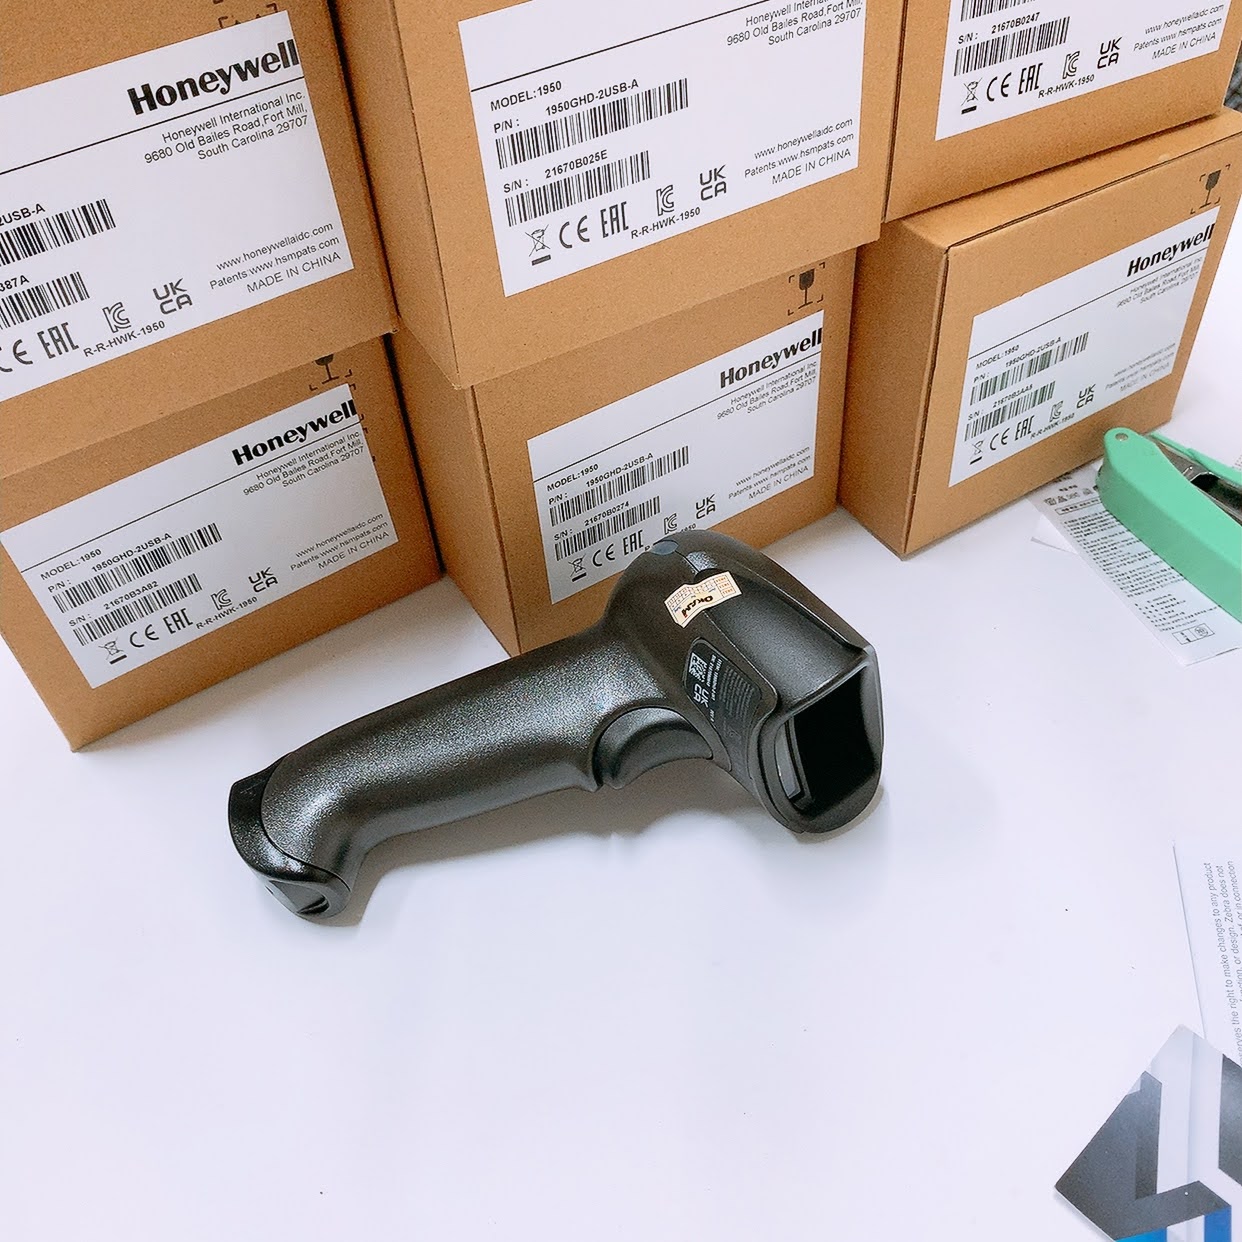 Honeywell
Honeywell International Inc.
9680 Old Bailes Road,Fort Mill,
South Carolina 29707
2USB-A
387A
www.honeywellaidc.com
Patents:www.hsmpats.com
MADE IN CHINA
CE EAC
UK
CA
R-R-HWK-1950
Honeywell International Inc.
9680 Old Bailes Road,Fort Mill,
South Carolina 29707
MODEL:1950
P/N : 1950GHD-2USB-A
S/N : 21670B025E
www.honeywellaidc.com
Patents:www.hsmpats.com
MADE IN CHINA
CE EAC
UK
CA
R-R-HWK-1950
S/N : 21670B0247
www.honeywellaidc.com
Patents:www.hsmpats.com
MADE IN CHINA
CE EAC
UK
CA
R-R-HWK-1950
Honeywell
Honeywell International Inc.
9680 Old Bailes Road,Fort Mill,
South Carolina 29707
MODEL:1950
P/N : 1950GHD-2USB-A
S/N : 21670B3A82
www.honeywellaidc.com
Patents:www.hsmpats.com
MADE IN CHINA
CE EAC
UK
CA
R-R-HWK-1950
Honeywell
Honeywell International Inc.
9680 Old Bailes Road,Fort Mill,
South Carolina 29707
MODEL:1950
P/N : 1950GHD-2USB-A
S/N : 21670B0274
www.honeywellaidc.com
Patents:www.hsmpats.com
MADE IN CHINA
CE EAC
UK
CA
Honeywell
Honeywell International Inc.
9680 Old Bailes Road,Fort Mill,
South Carolina 29707
MODEL:1950
P/N : 1950GHD-2USB-A
S/N : 21670B3AA5
www.honeywellaidc.com
Patents:www.hsmpats.com
MADE IN CHINA
CE EAC
UK
CA
R-R-HWK-1950
UK
CA
the right to make changes to any product
or design. Zebra does not
or in connection